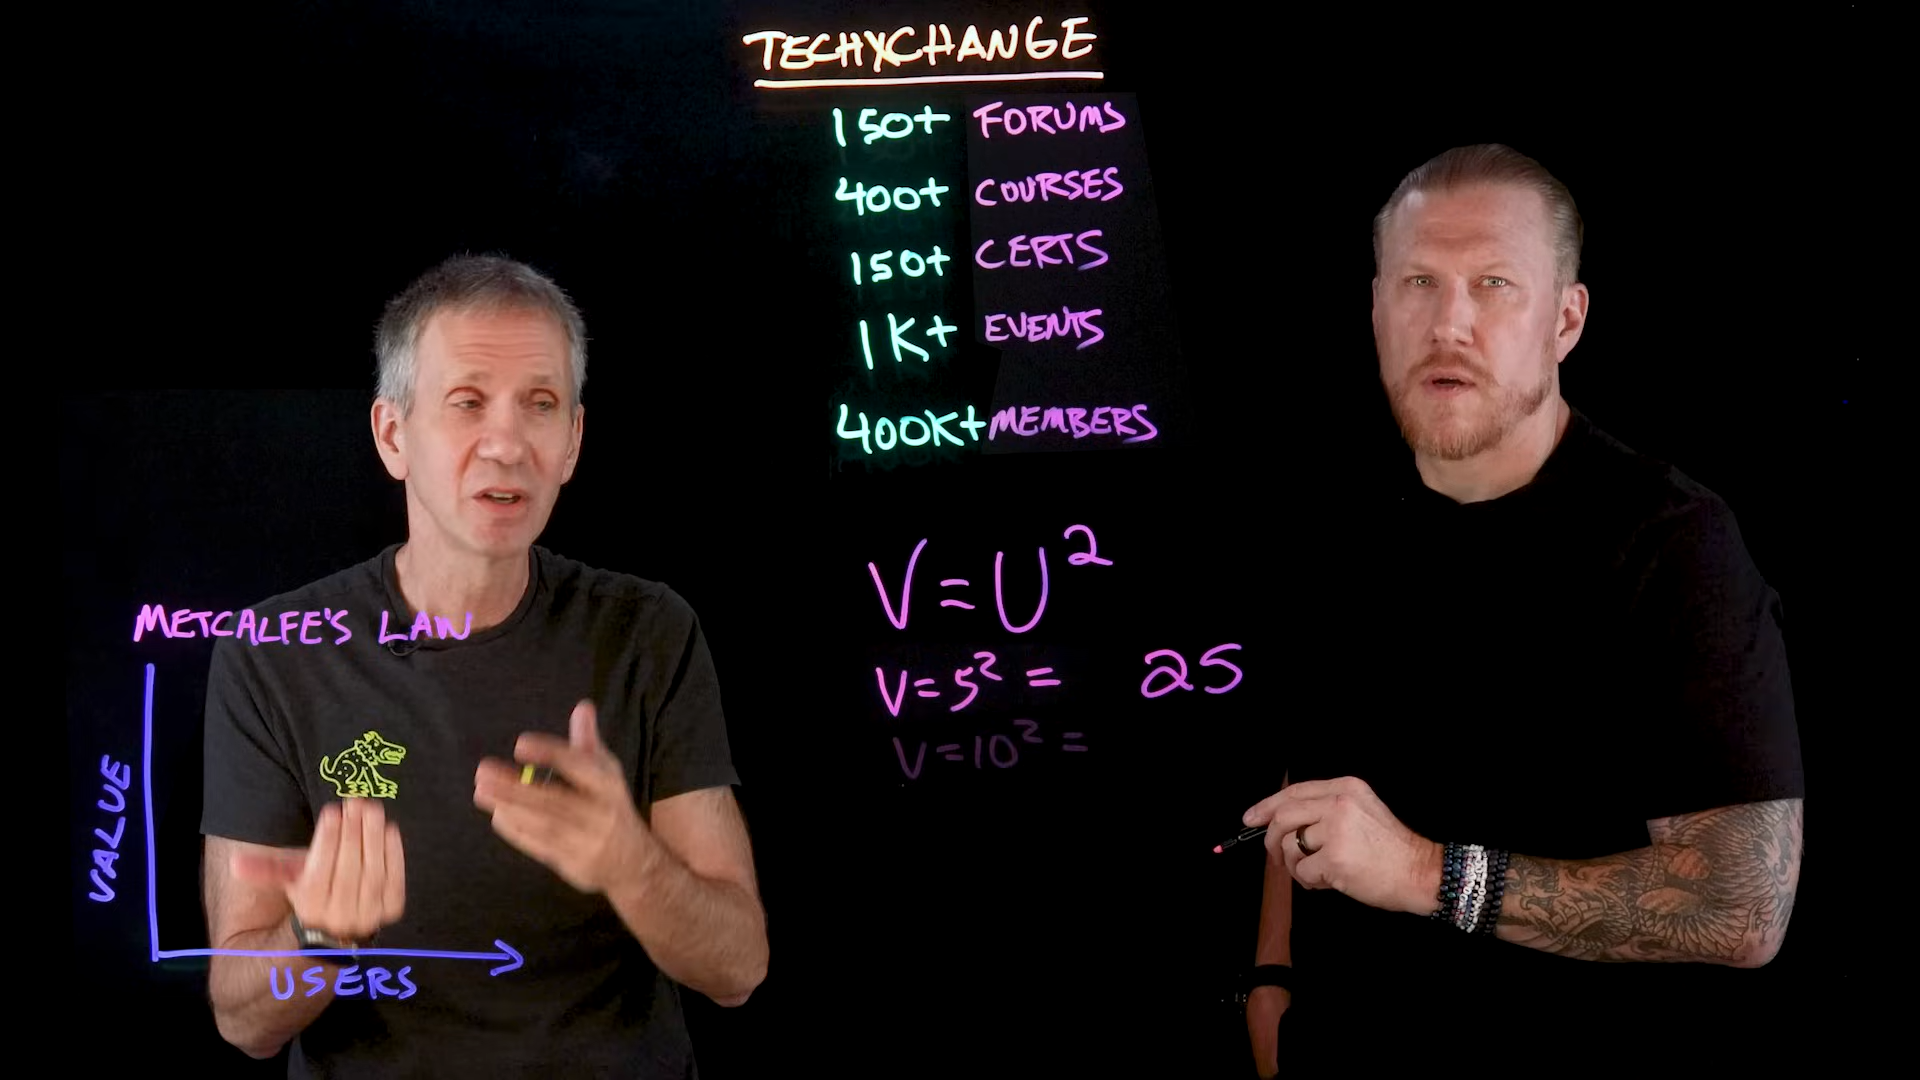 TECHXCHANGE
150+ FORUMS
400+ COURSES
150+ CERTS
1K+ EVENTS
400K+ MEMBERS
V=U²
V=5² = 25
V=10² =
METCALFE'S LAW
VALUE
USERS